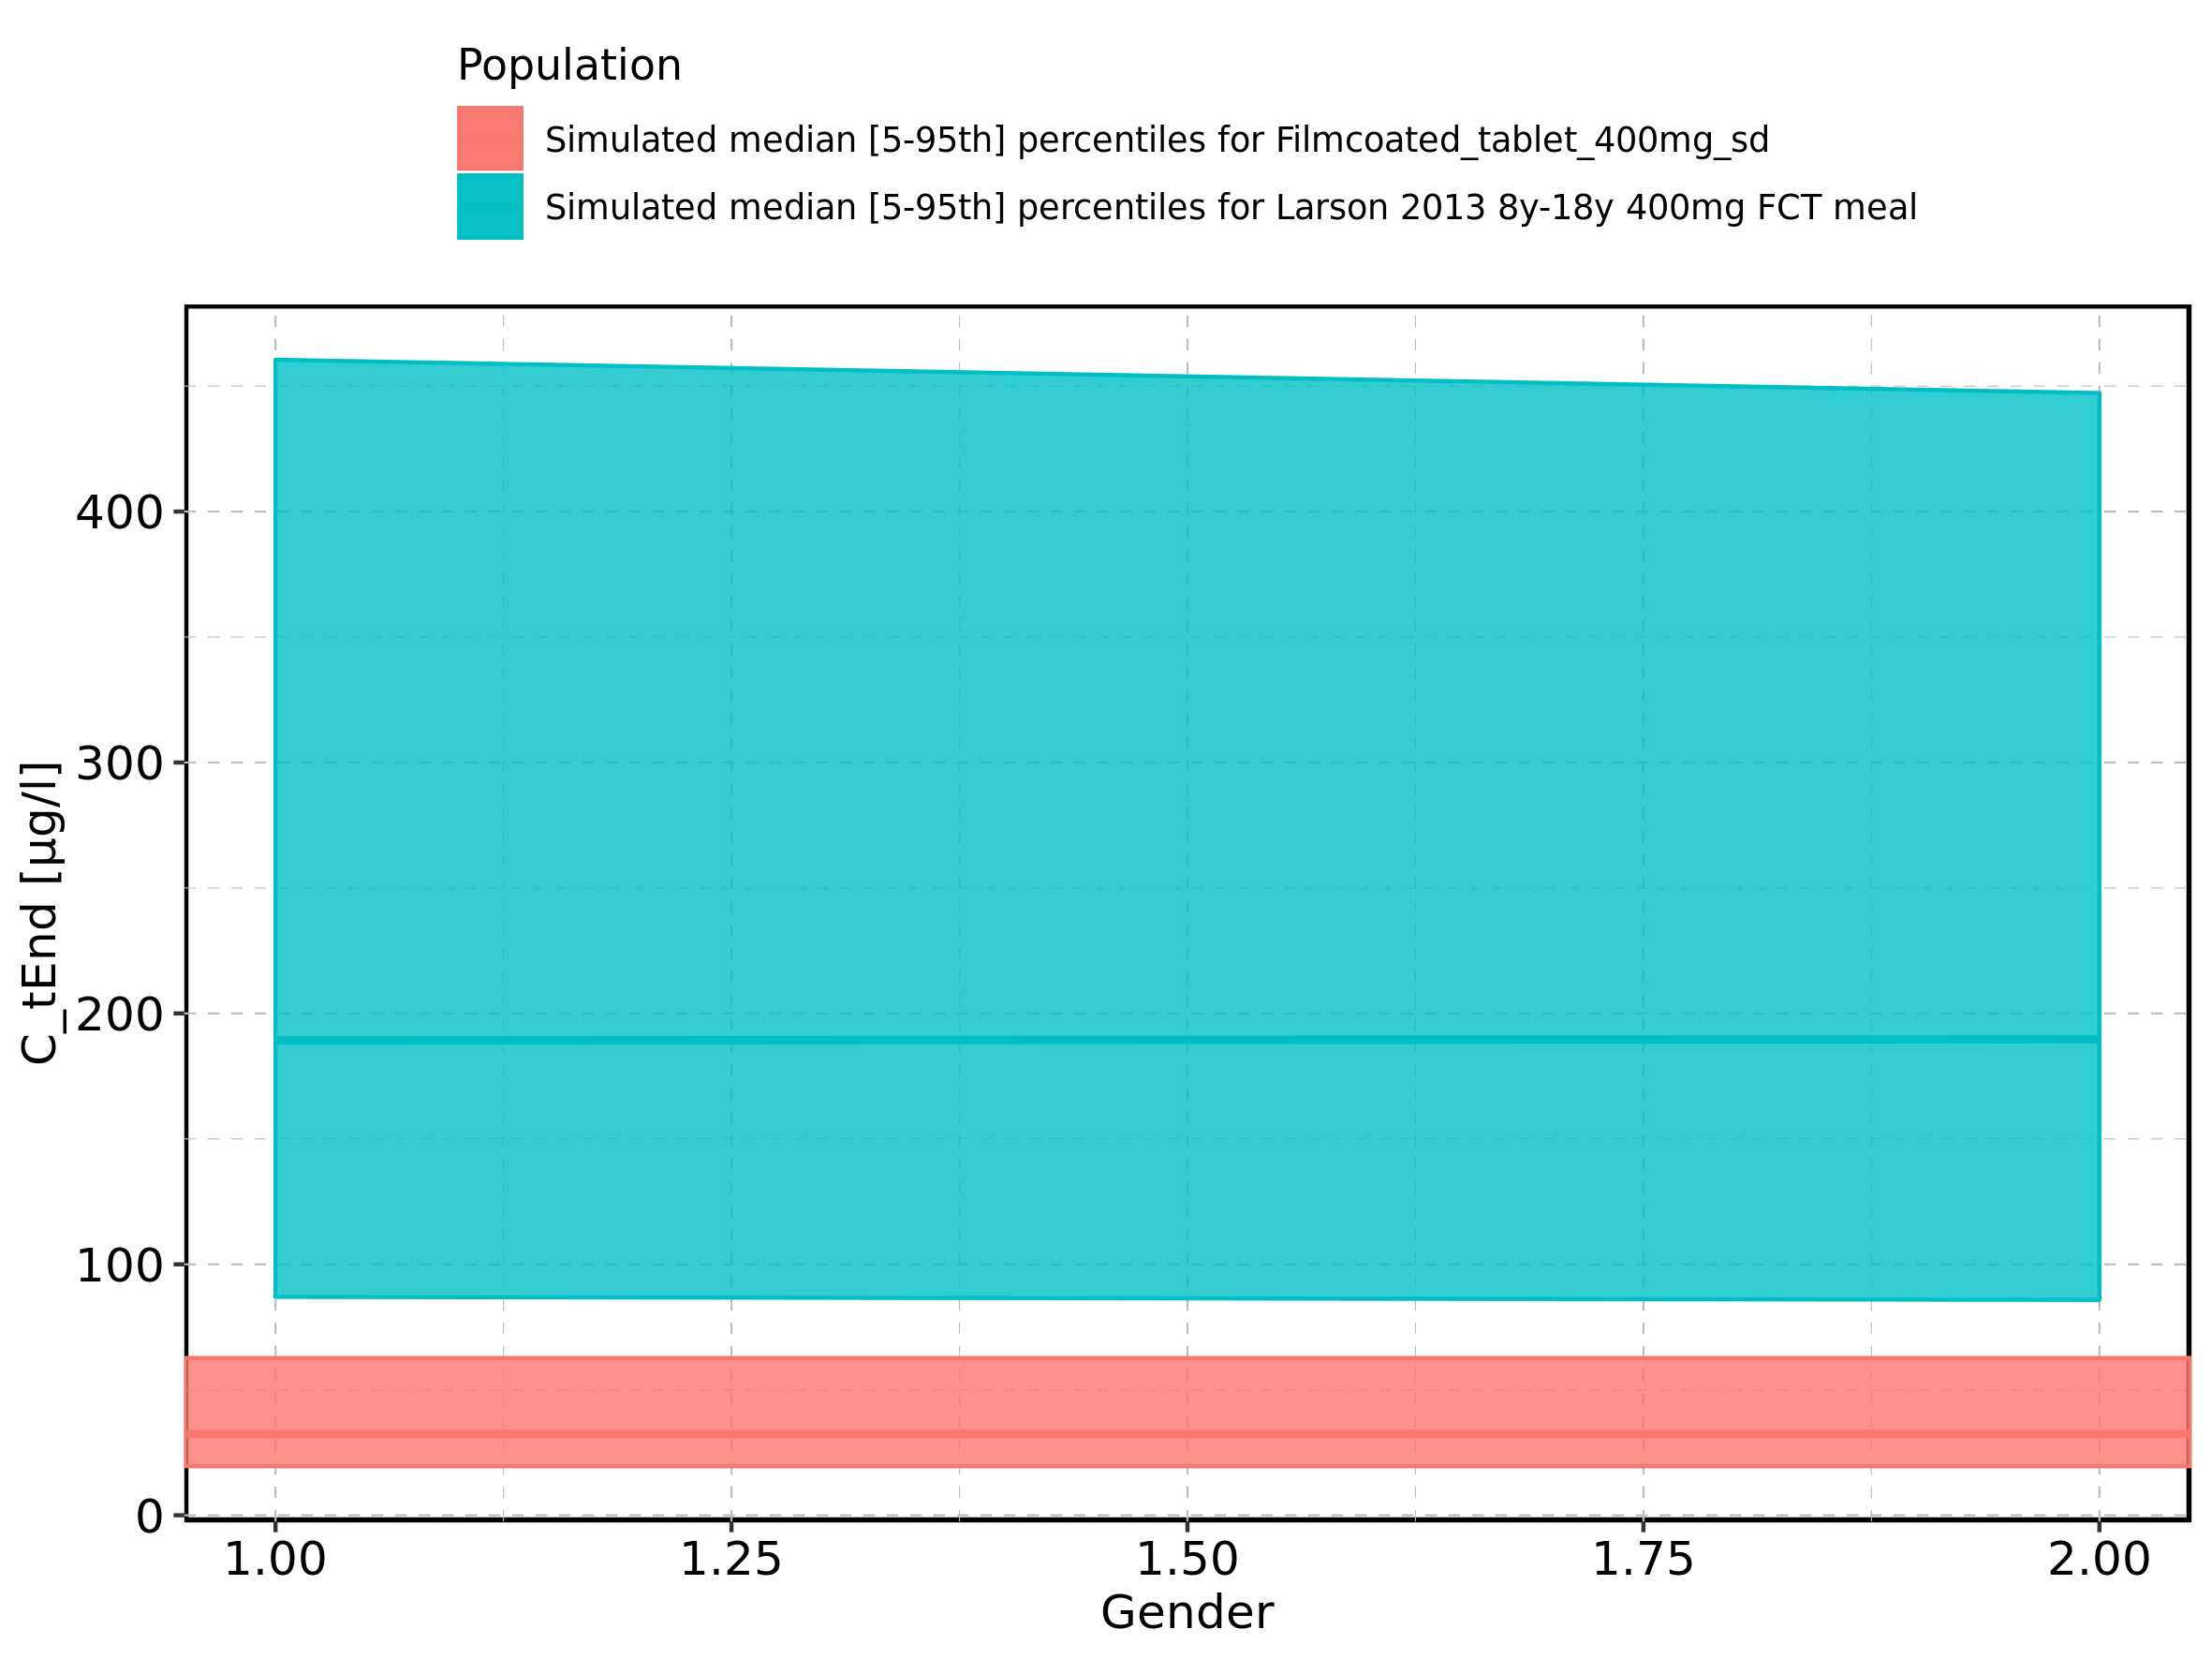 Population
Simulated median [5-95th] percentiles for Filmcoated_tablet_400mg_sd
Simulated median [5-95th] percentiles for Larson 2013 8y-18y 400mg FCT meal
C_tEnd [µg/l]
400
300
200
100
0
1.00 1.25 1.50 1.75 2.00
Gender